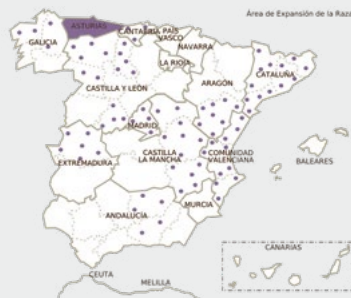 Área de Expansión de la Raza
ASTURIAS
CANTABRIA
PAÍS
VASCO
GALICIA
NAVARRA
LA RIOJA
CATALUÑA
ARAGÓN
CASTILLA Y LEÓN
MADRID
EXTREMADURA
CASTILLA
LA MANCHA
COMUNIDAD
VALENCIANA
BALEARES
MURCIA
ANDALUCÍA
CANARIAS
CEUTA
MELILLA